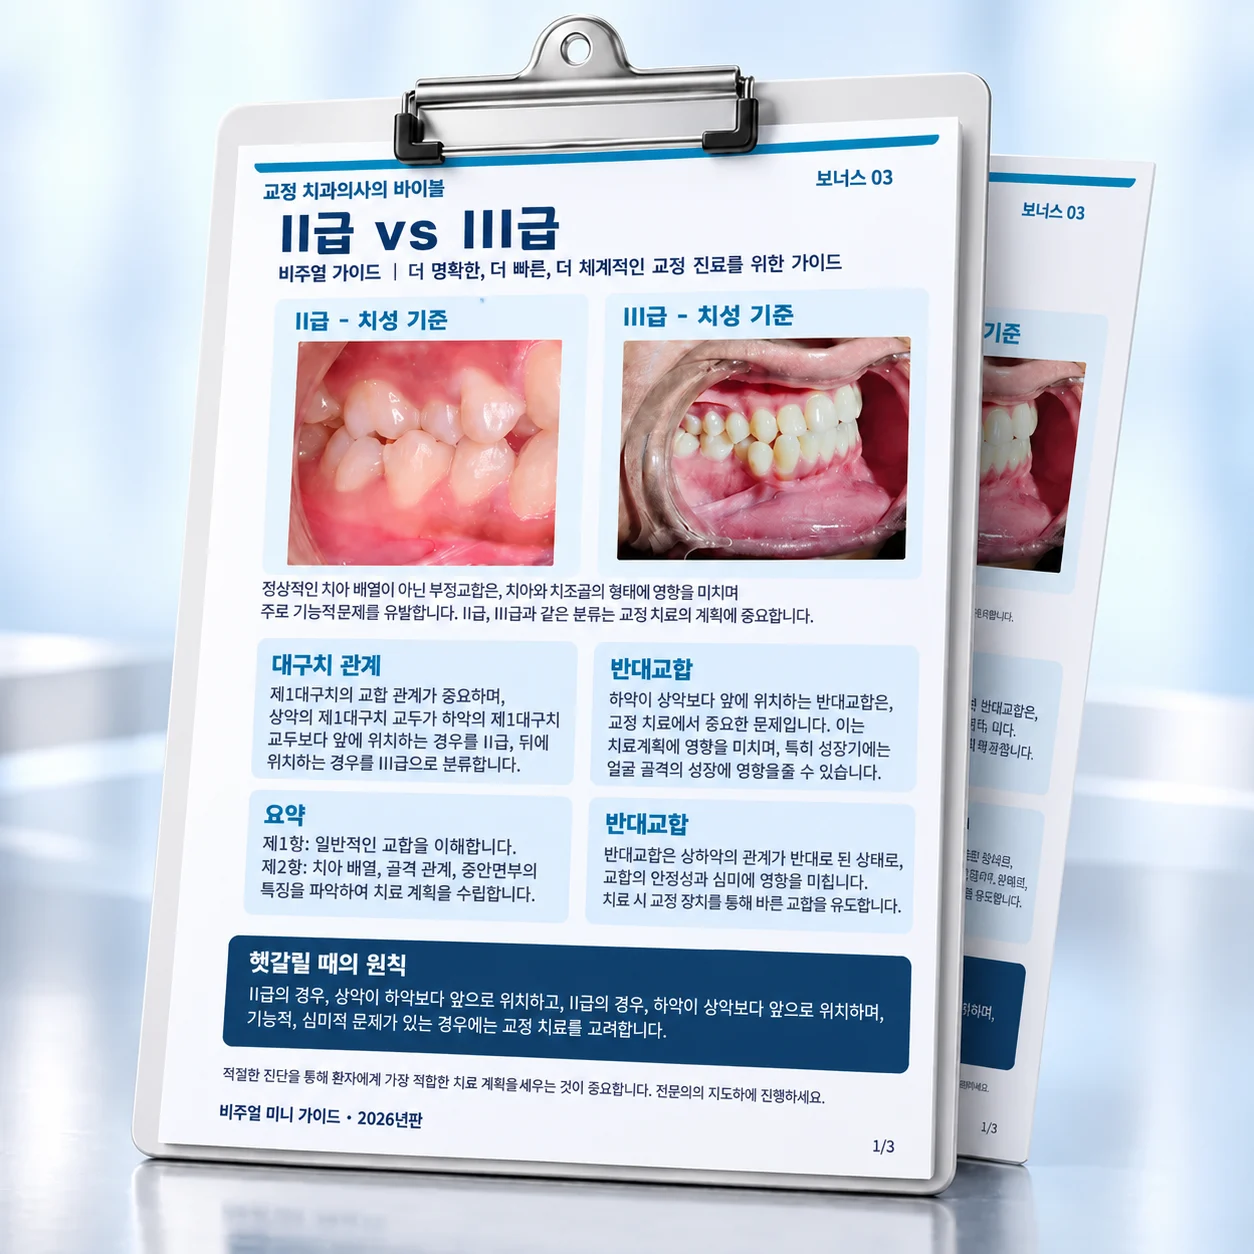 교정 치과의사의 바이블
보너스 03
II급 vs III급
비주얼 가이드 | 더 명확한, 더 빠른, 더 체계적인 교정 진료를 위한 가이드
II급 - 치성 기준
III급 - 치성 기준
정상적인 치아 배열이 아닌 부정교합은, 치아와 치조골의 형태에 영향을 미치며
주로 기능적 문제를 유발합니다. II급, III급과 같은 분류는 교정 치료의 계획에 중요합니다.
대구치 관계
제1대구치의 교합 관계가 중요하며,
상악의 제1대구치 교두가 하악의 제1대구치
교두보다 앞에 위치하는 경우를 II급, 뒤에
위치하는 경우를 III급으로 분류합니다.
반대교합
하악이 상악보다 앞에 위치하는 반대교합은,
교정 치료에서 중요한 문제입니다. 이는
치료계획에 영향을 미치며, 특히 성장기에는
얼굴 골격의 성장에 영향을줄 수 있습니다.
요약
제1항: 일반적인 교합을 이해합니다.
제2항: 치아 배열, 골격 관계, 중안면부의
특징을 파악하여 치료 계획을 수립합니다.
반대교합
반대교합은 상하악의 관계가 반대로 된 상태로,
교합의 안정성과 심미에 영향을 미칩니다.
치료 시 교정 장치를 통해 바른 교합을 유도합니다.
헷갈릴 때의 원칙
II급의 경우, 상악이 하악보다 앞으로 위치하고, II급의 경우, 하악이 상악보다 앞으로 위치하며,
기능적, 심미적 문제가 있는 경우에는 교정 치료를 고려합니다.
적절한 진단을 통해 환자에게 가장 적합한 치료 계획을 세우는 것이 중요합니다. 전문의의 지도하에 진행하세요.
비주얼 미니 가이드 • 2026년판
1/3
보너스 03
기준
반대교합은,
1/3